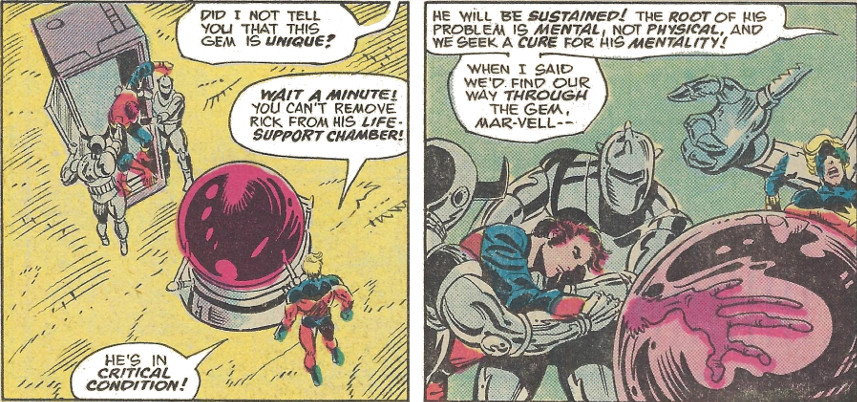 DID I NOT TELL
YOU THAT THIS
GEM IS UNIQUE?
WAIT A MINUTE!
YOU CAN'T REMOVE
RICK FROM HIS LIFE-
SUPPORT CHAMBER!
HE'S IN
CRITICAL
CONDITION!
HE WILL BE SUSTAINED! THE ROOT OF HIS
PROBLEM IS MENTAL, NOT PHYSICAL, AND
WE SEEK A CURE FOR HIS MENTALITY!
WHEN I SAID
WE'D FIND OUR
WAY THROUGH
THE GEM,
MAR-VELL--